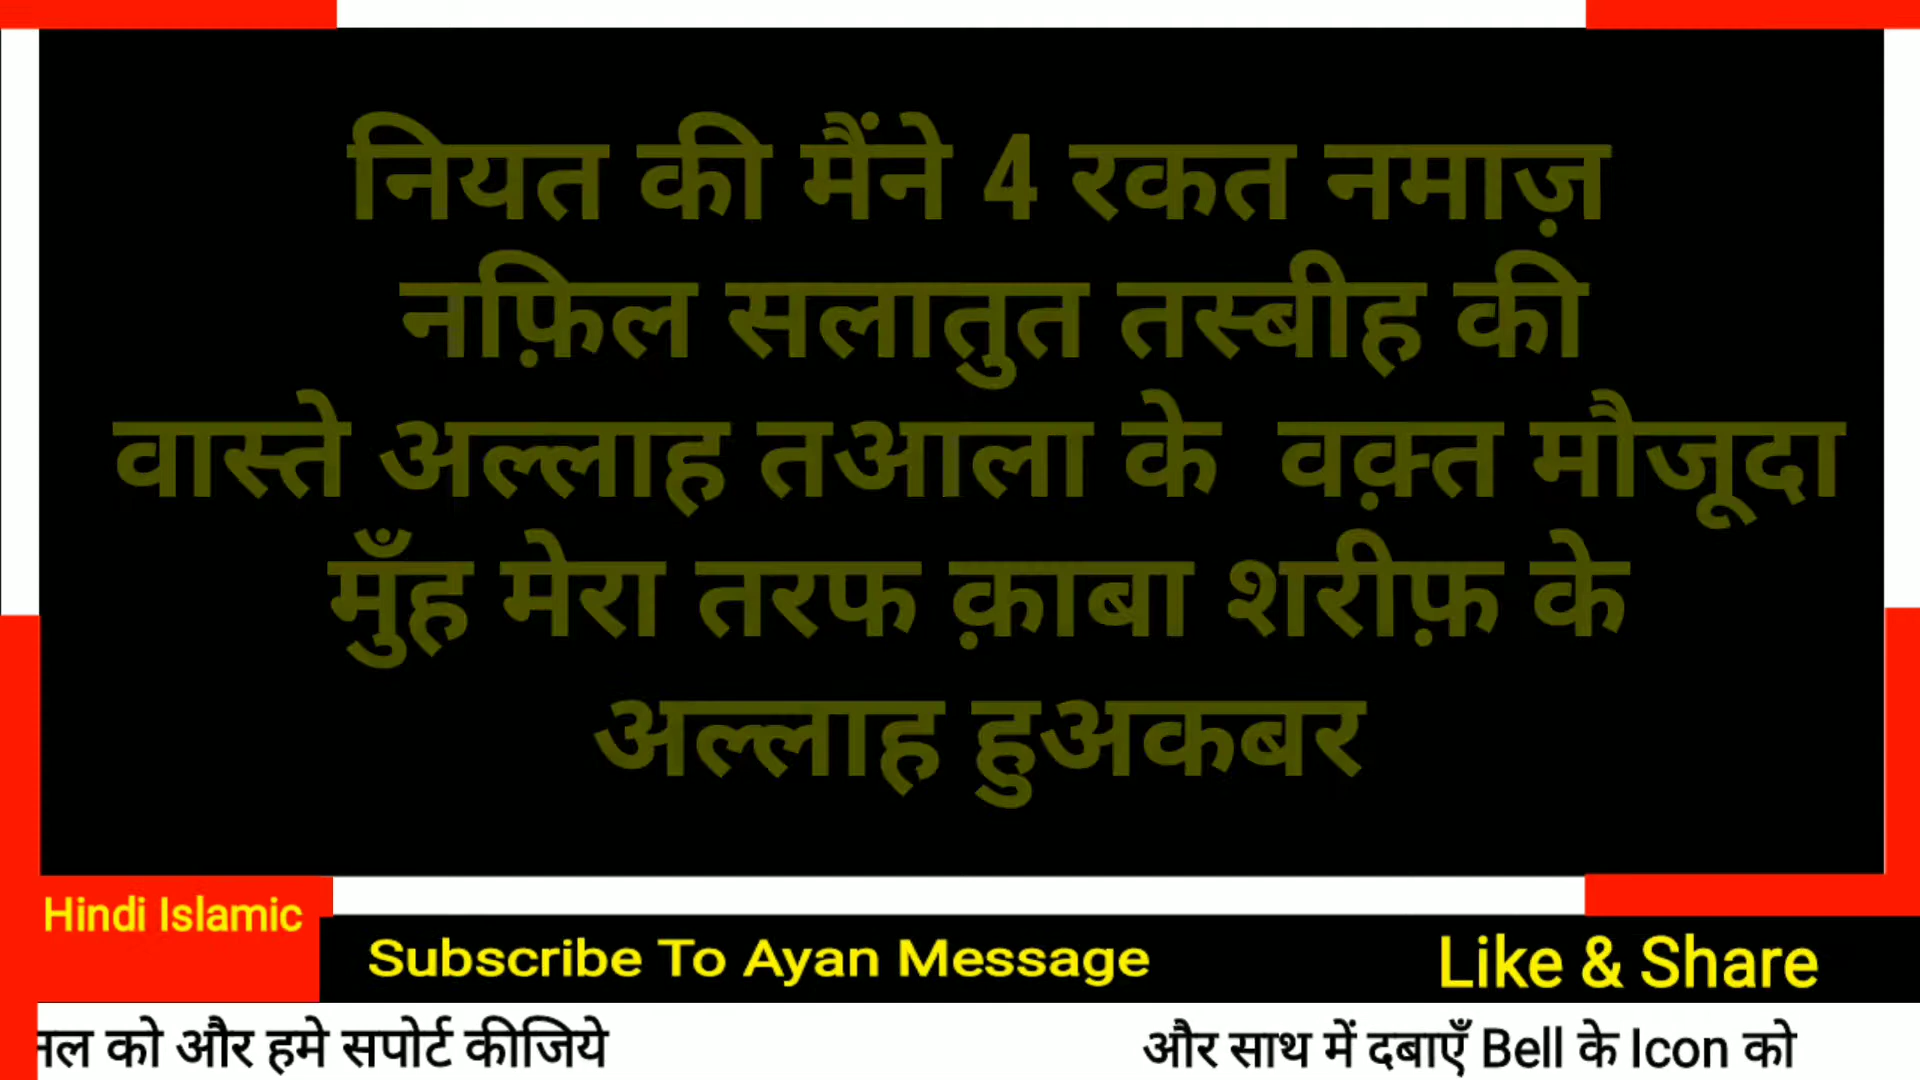 नियत की मैंने 4 रकत नमाज़
नफ़िल सलातुत तस्बीह की
वास्ते अल्लाह तआला के वक़्त मौजूदा
मुँह मेरा तरफ क़ाबा शरीफ़ के
अल्लाह हुअकबर
Hindi Islamic
Subscribe To Ayan Message
Like & Share
को और हमे सपोर्ट कीजिये
और साथ में दबाएँ Bell के Icon को